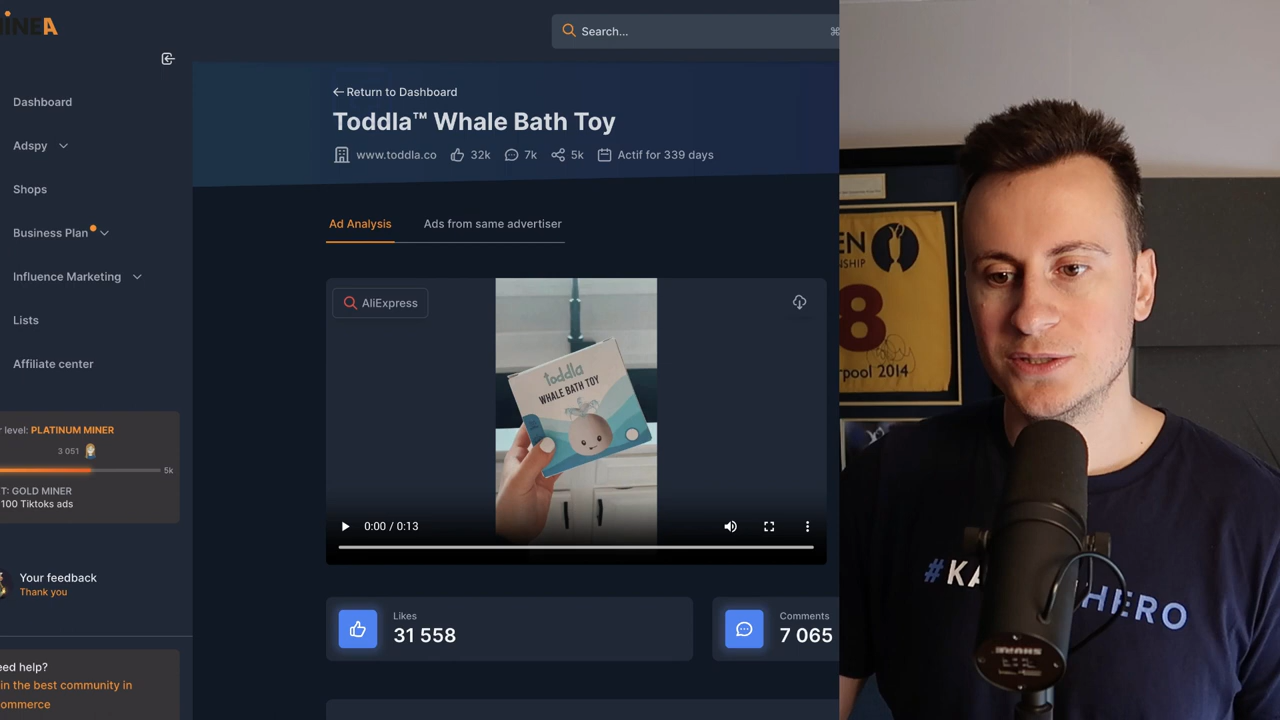 INEA
Search...
Dashboard
Adspy
Shops
Business Plan
Influence Marketing
Lists
Affiliate center
r level: PLATINUM MINER
3 051
5k
T: GOLD MINER
100 Tiktoks ads
Your feedback
Thank you
eed help?
in the best community in
ommerce
Return to Dashboard
Toddla™ Whale Bath Toy
www.toddla.co 32k 7k 5k Actif for 339 days
Ad Analysis Ads from same advertiser
AliExpress
toddla
WHALE BATH TOY
0:00 / 0:13
Likes
31 558
Comments
7 065
EN
SHIP
8
rpool 2014
#KA HERO
SHURE